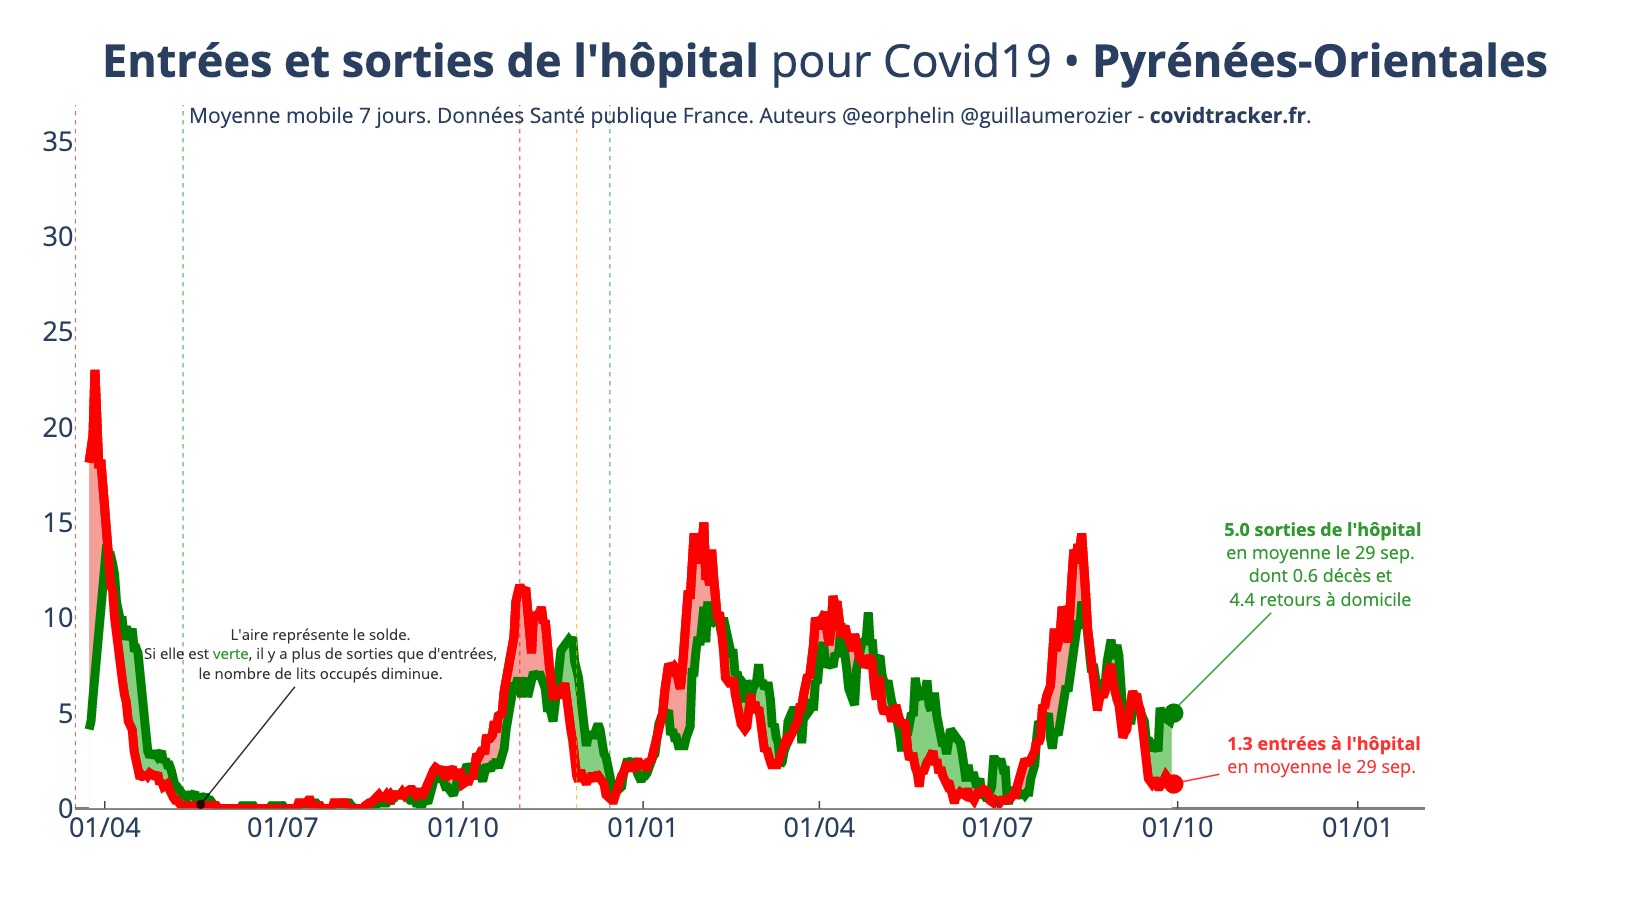 Entrées et sorties de l'hôpital pour Covid19 • Pyrénées-Orientales
Moyenne mobile 7 jours. Données Santé publique France. Auteurs @eorphelin @guillaumerozier - covidtracker.fr.
35
30
25
20
15
10
5
0
L'aire représente le solde.
Si elle est verte, il y a plus de sorties que d'entrées,
le nombre de lits occupés diminue.
5.0 sorties de l'hôpital
en moyenne le 29 sep.
dont 0.6 décès et
4.4 retours à domicile
1.3 entrées à l'hôpital
en moyenne le 29 sep.
01/04 01/07 01/10 01/01 01/04 01/07 01/10 01/01